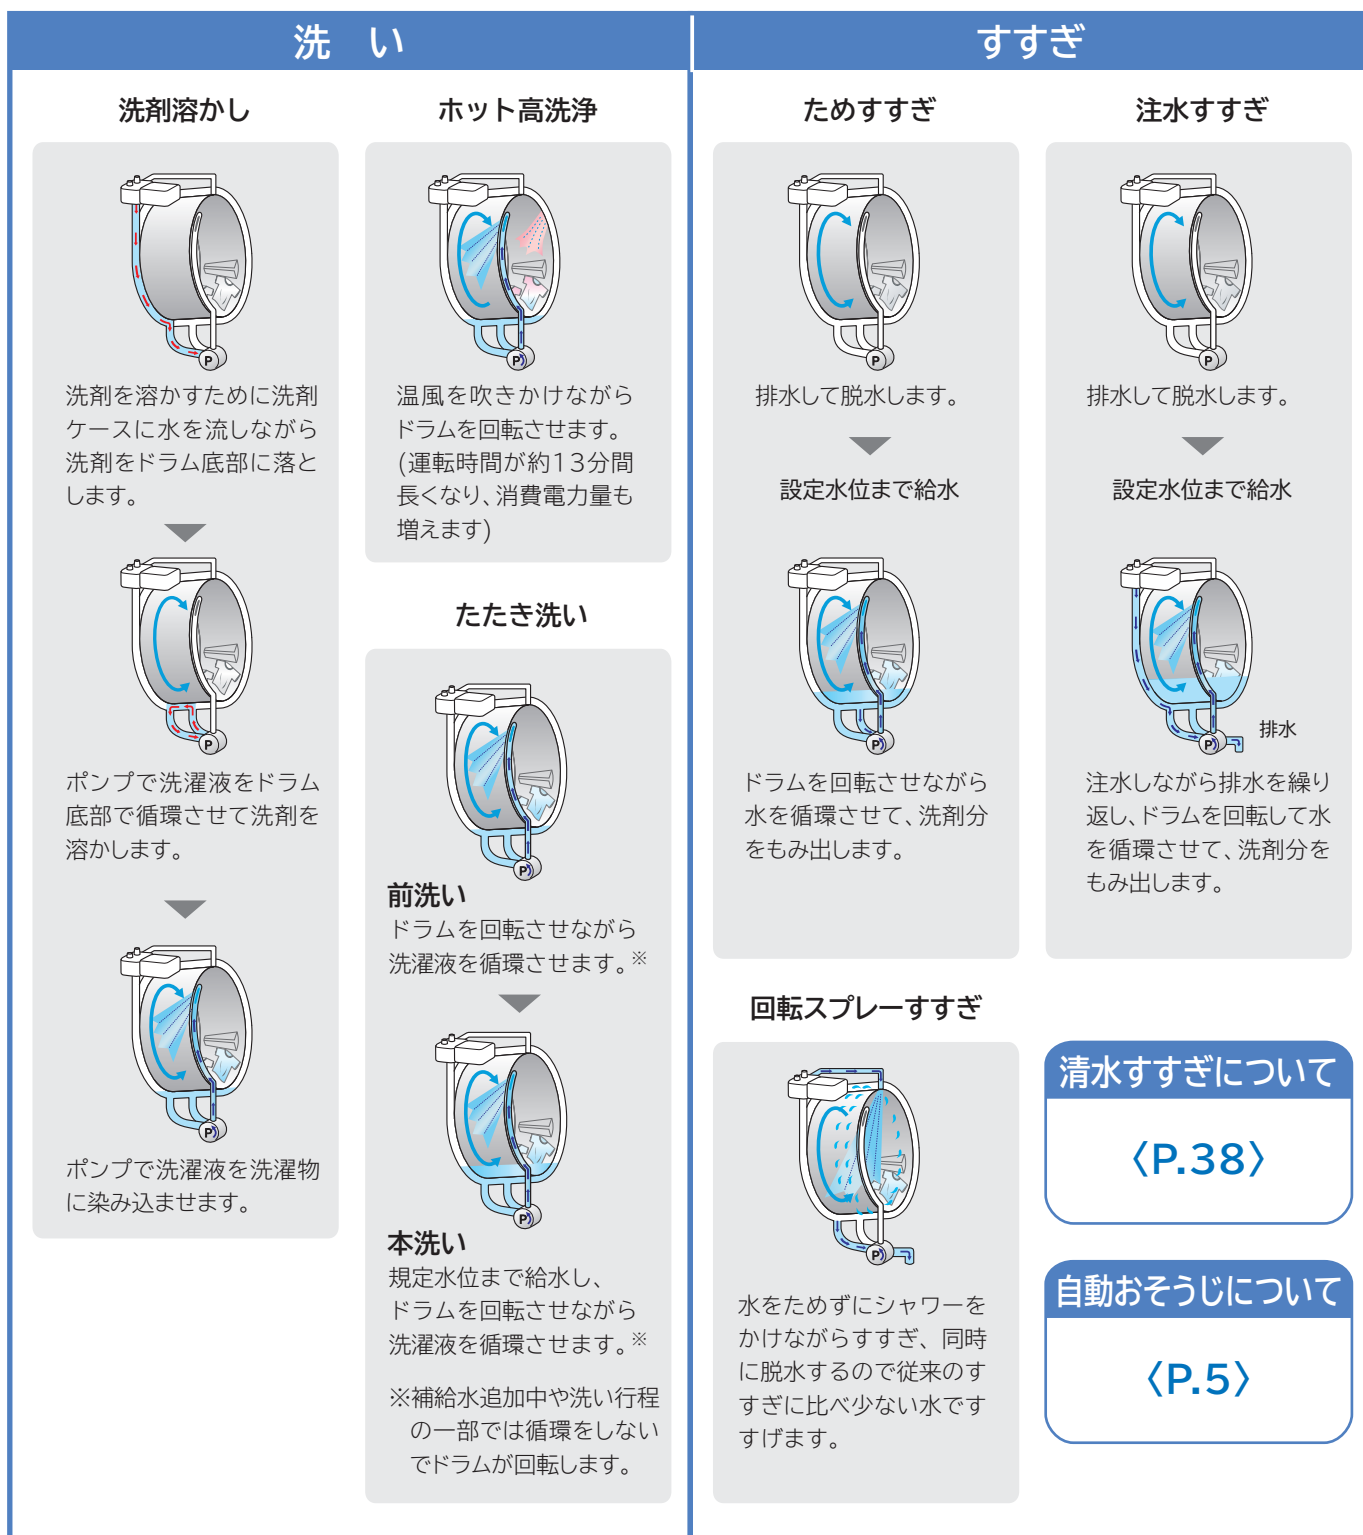 洗 い
洗剤溶かし
P
洗剤を溶かすために洗剤
ケースに水を流しながら
洗剤をドラム底部に落と
します。
P
ポンプで洗濯液をドラム
底部で循環させて洗剤を
溶かします。
P
ポンプで洗濯液を洗濯物
に染み込ませます。
ホット高洗浄
P
温風を吹きかけながら
ドラムを回転させます。
(運転時間が約13分間
長くなり、消費電力量も
増えます)
たたき洗い
P
前洗い
ドラムを回転させながら
洗濯液を循環させます。※
P
本洗い
規定水位まで給水し、
ドラムを回転させながら
洗濯液を循環させます。※
※補給水追加中や洗い行程
の一部では循環をしない
でドラムが回転します。
すすぎ
ためすすぎ
P
排水して脱水します。
設定水位まで給水
P
ドラムを回転させながら
水を循環させて、洗剤分
をもみ出します。
注水すすぎ
P
排水して脱水します。
設定水位まで給水
P
排水
注水しながら排水を繰り
返し、ドラムを回転して水
を循環させて、洗剤分を
もみ出します。
回転スプレーすすぎ
P
水をためずにシャワーを
かけながらすすぎ、同時
に脱水するので従来のす
すぎに比べ少ない水です
すげます。
清水すすぎについて
〈P.38〉
自動おそうじについて
〈P.5〉